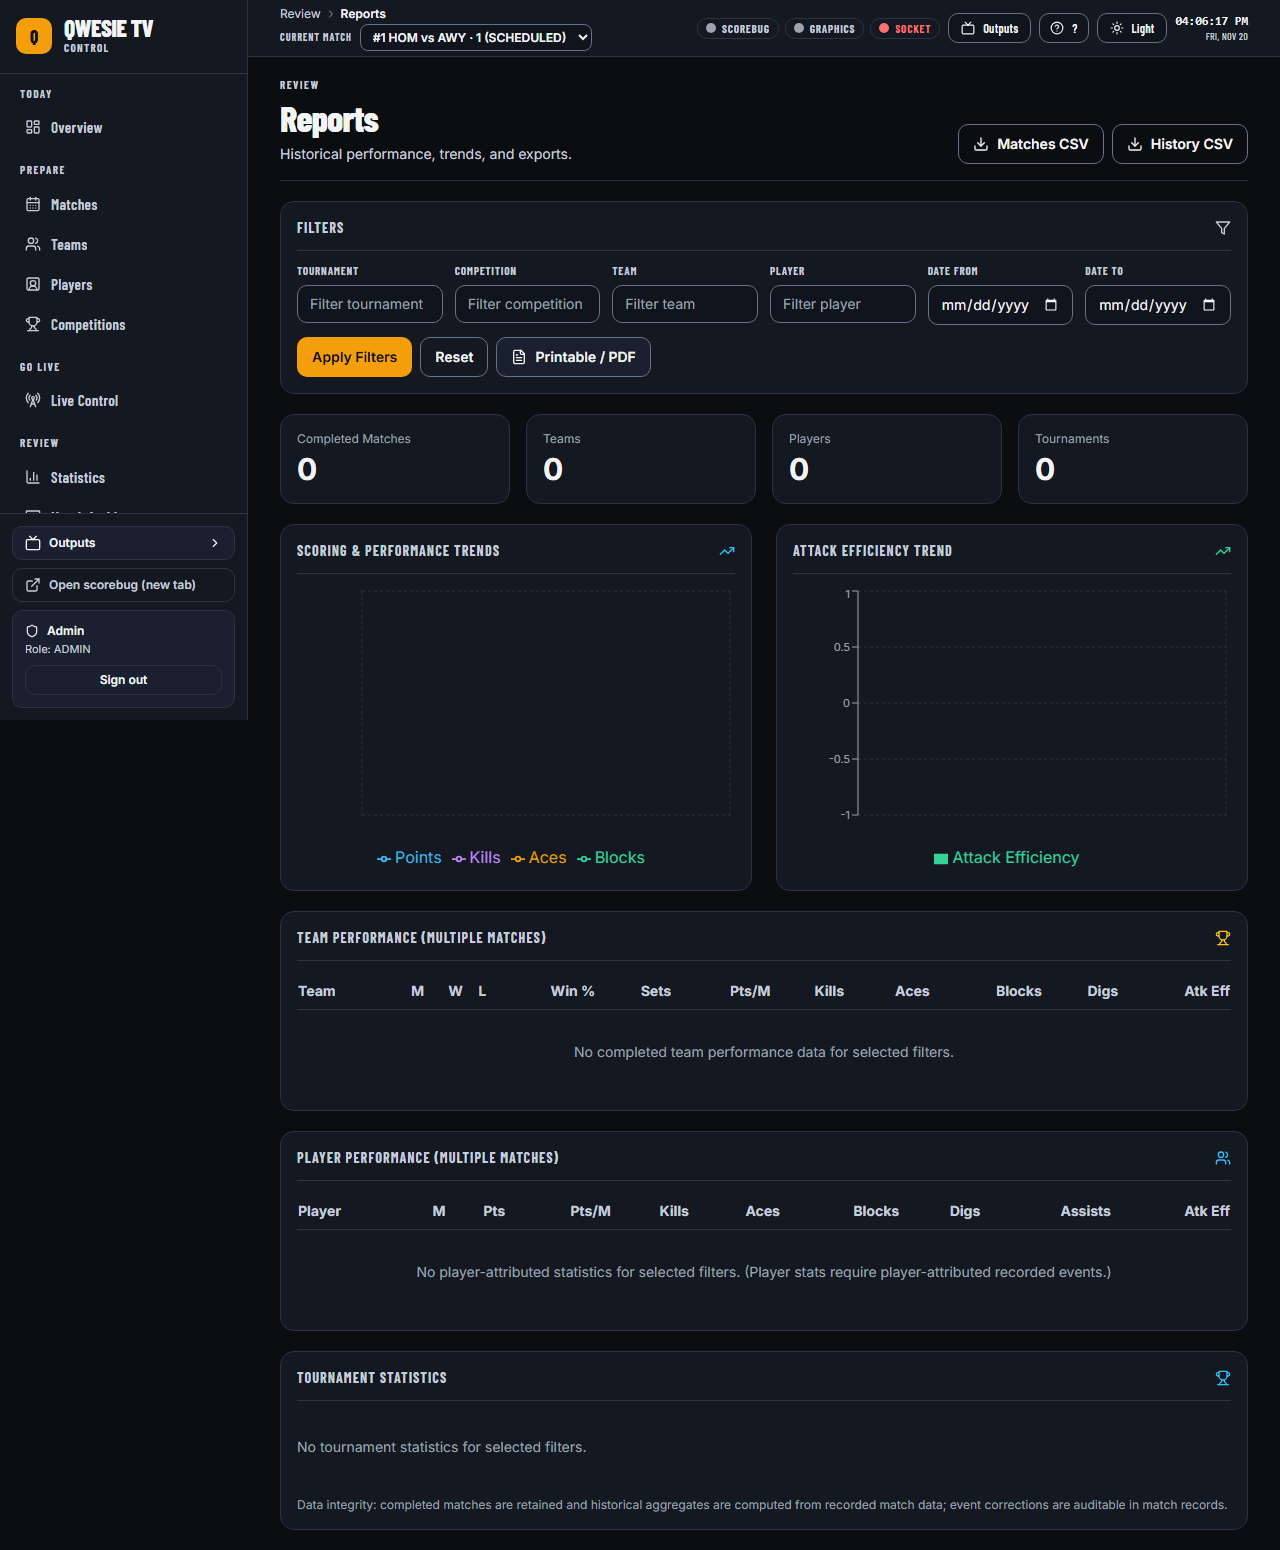 Q
QWESIE TV
CONTROL
TODAY
Overview
PREPARE
Matches
Teams
Players
Competitions
GO LIVE
Live Control
REVIEW
Statistics
Outputs
Open scorebug (new tab)
Admin
Role: ADMIN
Sign out
Review > Reports
CURRENT MATCH #1 HOM vs AWY · 1 (SCHEDULED)
SCOREBUG GRAPHICS SOCKET Outputs ? Light
04:06:17 PM
FRI, NOV 20
REVIEW
Reports
Historical performance, trends, and exports.
Matches CSV History CSV
FILTERS
TOURNAMENT COMPETITION TEAM PLAYER DATE FROM DATE TO
Filter tournament Filter competition Filter team Filter player mm/dd/yyyy mm/dd/yyyy
Apply Filters Reset Printable / PDF
Completed Matches Teams Players Tournaments
0 0 0 0
SCORING & PERFORMANCE TRENDS
Points Kills Aces Blocks
ATTACK EFFICIENCY TREND
1
0.5
0
-0.5
-1
Attack Efficiency
TEAM PERFORMANCE (MULTIPLE MATCHES)
Team M W L Win % Sets Pts/M Kills Aces Blocks Digs Atk Eff
No completed team performance data for selected filters.
PLAYER PERFORMANCE (MULTIPLE MATCHES)
Player M Pts Pts/M Kills Aces Blocks Digs Assists Atk Eff
No player-attributed statistics for selected filters. (Player stats require player-attributed recorded events.)
TOURNAMENT STATISTICS
No tournament statistics for selected filters.
Data integrity: completed matches are retained and historical aggregates are computed from recorded match data; event corrections are auditable in match records.